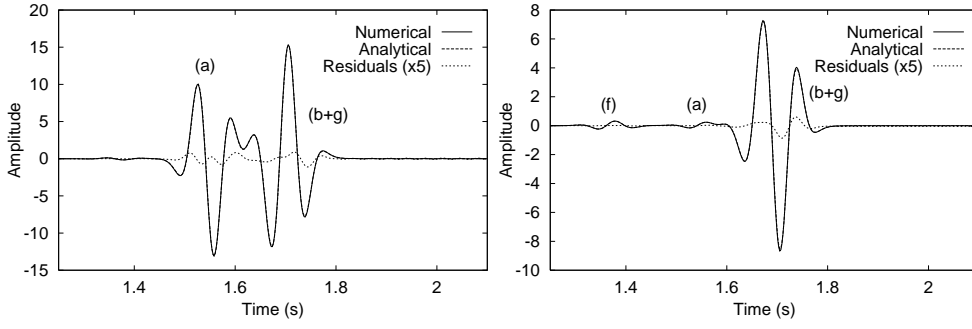 20
15
10
5
0
-5
-10
-15
Amplitude
1.4
1.6
1.8
2
Time (s)
Numerical
Analytical
Residuals (x5)
(a)
(b+g)
8
6
4
2
0
-2
-4
-6
-8
-10
Amplitude
1.4
1.6
1.8
2
Time (s)
Numerical
Analytical
Residuals (x5)
(f)
(a)
(b+g)